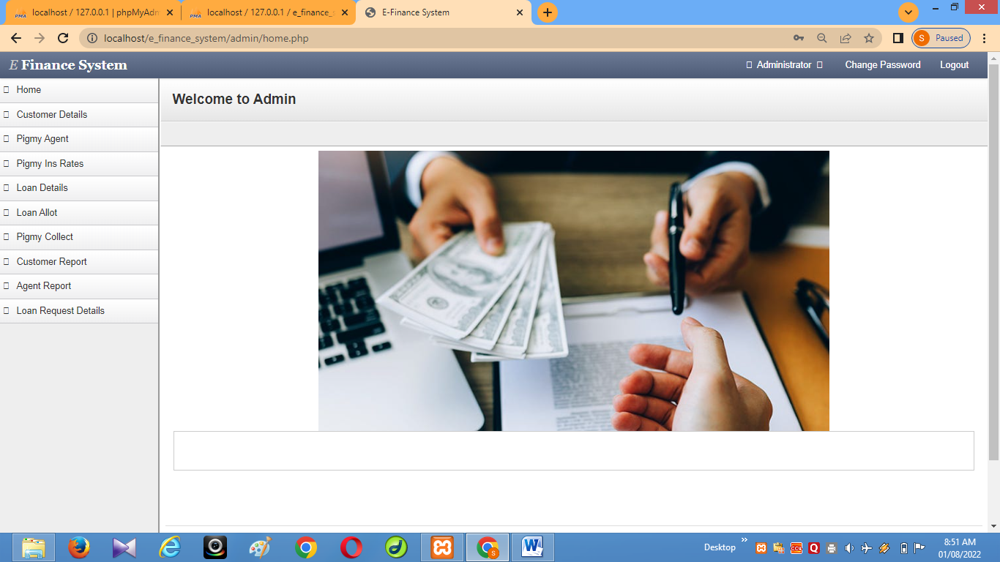 localhost / 127.0.0.1 | phpMyAdm
localhost / 127.0.0.1 / e_finance_s
E-Finance System
localhost/e_finance_system/admin/home.php
S Paused
E Finance System
Administrator
Change Password
Logout
Home
Customer Details
Pigmy Agent
Pigmy Ins Rates
Loan Details
Loan Allot
Pigmy Collect
Customer Report
Agent Report
Loan Request Details
Welcome to Admin
Desktop
8:51 AM
01/08/2022